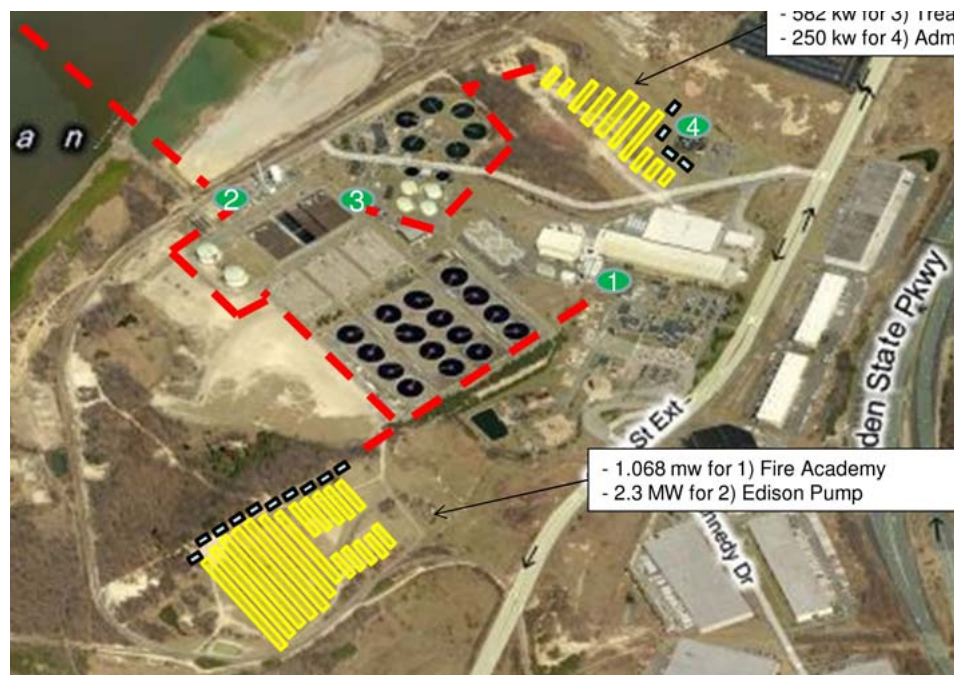 - 582 kw for 3) Trea
- 250 kw for 4) Adm
a n
4
2
3
1
den State Pkwy
St Ext
- 1.068 mw for 1) Fire Academy
- 2.3 MW for 2) Edison Pump
nnedy Dr